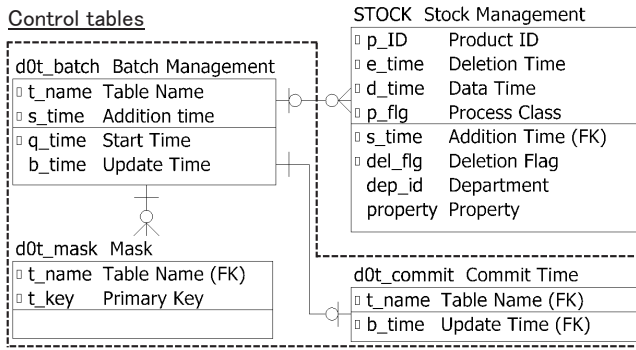 Control tables
STOCK Stock Management
p_ID Product ID
e_time Deletion Time
d_time Data Time
p_flg Process Class
s_time Addition Time (FK)
del_flg Deletion Flag
dep_id Department
property Property
d0t_batch Batch Management
t_name Table Name
s_time Addition time
q_time Start Time
b_time Update Time
d0t_mask Mask
t_name Table Name (FK)
t_key Primary Key
d0t_commit Commit Time
t_name Table Name (FK)
b_time Update Time (FK)